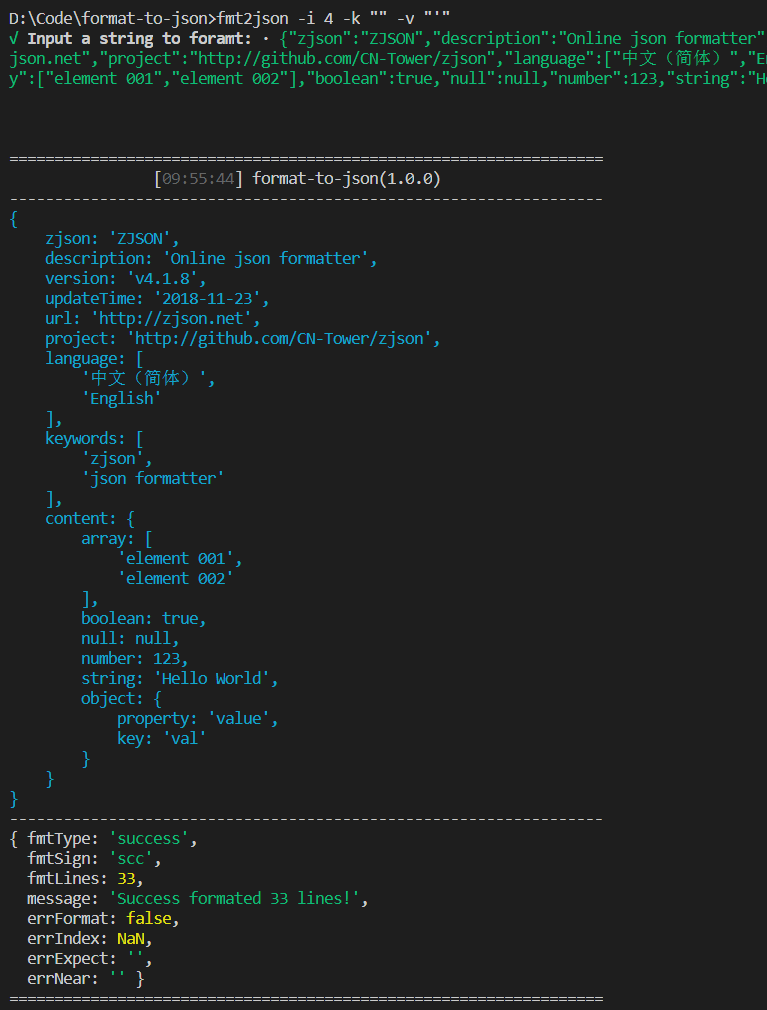 D:\Code\format-to-json>fmt2json -i 4 -k "" -v "'"
√ Input a string to foramt: · {"zjson":"ZJSON","description":"Online json formatter"
json.net","project":"http://github.com/CN-Tower/zjson","language":["中文（简体）","En
y":["element 001","element 002"],"boolean":true,"null":null,"number":123,"string":"He
==================================================================
[09:55:44] format-to-json(1.0.0)
------------------------------------------------------------------
{
    zjson: 'ZJSON',
    description: 'Online json formatter',
    version: 'v4.1.8',
    updateTime: '2018-11-23',
    url: 'http://zjson.net',
    project: 'http://github.com/CN-Tower/zjson',
    language: [
        '中文（简体）',
        'English'
    ],
    keywords: [
        'zjson',
        'json formatter'
    ],
    content: {
        array: [
            'element 001',
            'element 002'
        ],
        boolean: true,
        null: null,
        number: 123,
        string: 'Hello World',
        object: {
            property: 'value',
            key: 'val'
        }
    }
}
------------------------------------------------------------------
{ fmtType: 'success',
  fmtSign: 'scc',
  fmtLines: 33,
  message: 'Success formated 33 lines!',
  errFormat: false,
  errIndex: NaN,
  errExpect: '',
  errNear: '' }
==================================================================